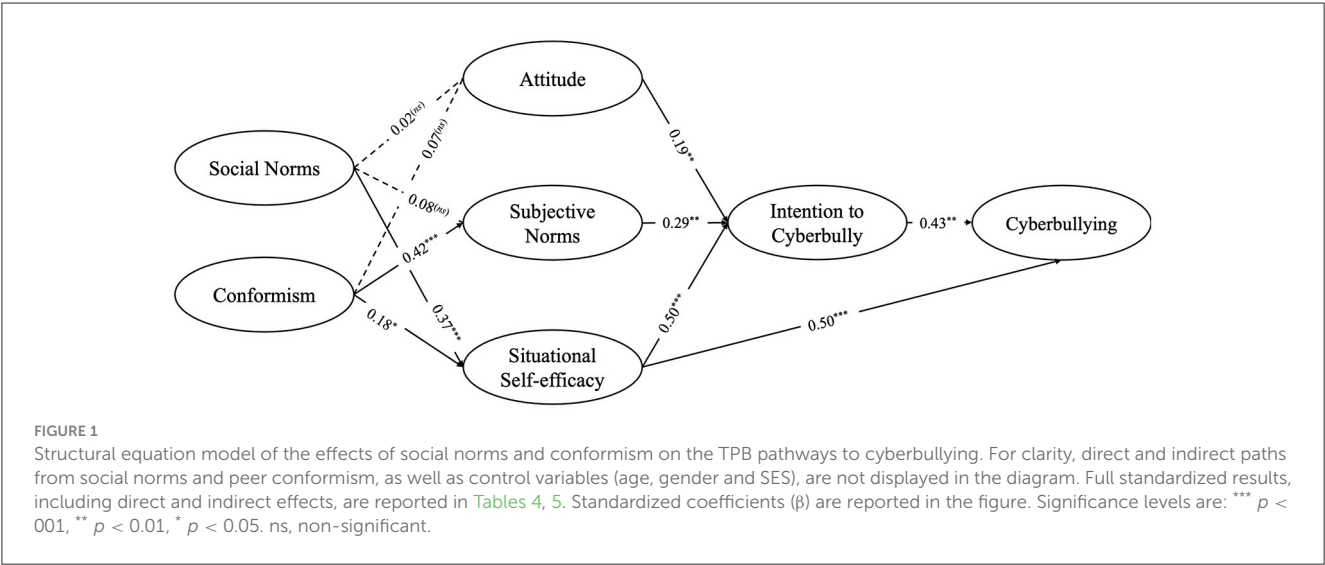 Attitude
0.02(ns)
0.07(ns)
0.19**
Social Norms
0.08(ns)
Subjective
Norms
0.29**
Intention to
Cyberbully
0.43**
Cyberbullying
0.42***
Conformism
0.18*
0.37***
0.50***
0.50***
Situational
Self-efficacy
FIGURE 1
Structural equation model of the effects of social norms and conformism on the TPB pathways to cyberbullying. For clarity, direct and indirect paths
from social norms and peer conformism, as well as control variables (age, gender and SES), are not displayed in the diagram. Full standardized results,
including direct and indirect effects, are reported in Tables 4, 5. Standardized coefficients (β) are reported in the figure. Significance levels are: *** p <
001, ** p < 0.01, * p < 0.05. ns, non-significant.